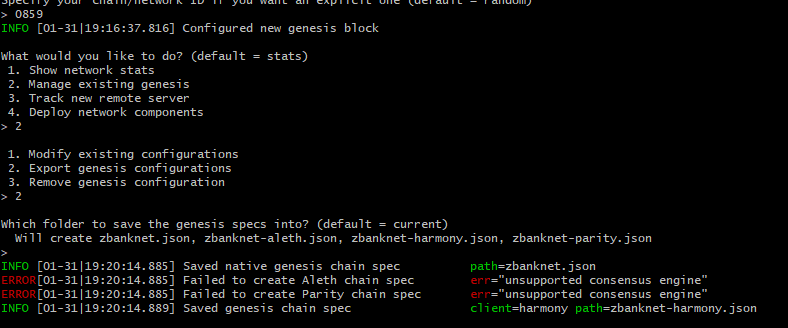 Specify your chain/network ID if you want an explicit one (default = random)
> 0859
INFO [01-31|19:16:37.816] Configured new genesis block
What would you like to do? (default = stats)
1. Show network stats
2. Manage existing genesis
3. Track new remote server
4. Deploy network components
> 2
1. Modify existing configurations
2. Export genesis configurations
3. Remove genesis configuration
> 2
Which folder to save the genesis specs into? (default = current)
Will create zbanknet.json, zbanknet-aleth.json, zbanknet-harmony.json, zbanknet-parity.json
>
INFO [01-31|19:20:14.885] Saved native genesis chain spec path=zbanknet.json
ERROR[01-31|19:20:14.885] Failed to create Aleth chain spec err="unsupported consensus engine"
ERROR[01-31|19:20:14.885] Failed to create Parity chain spec err="unsupported consensus engine"
INFO [01-31|19:20:14.889] Saved genesis chain spec client=harmony path=zbanknet-harmony.json